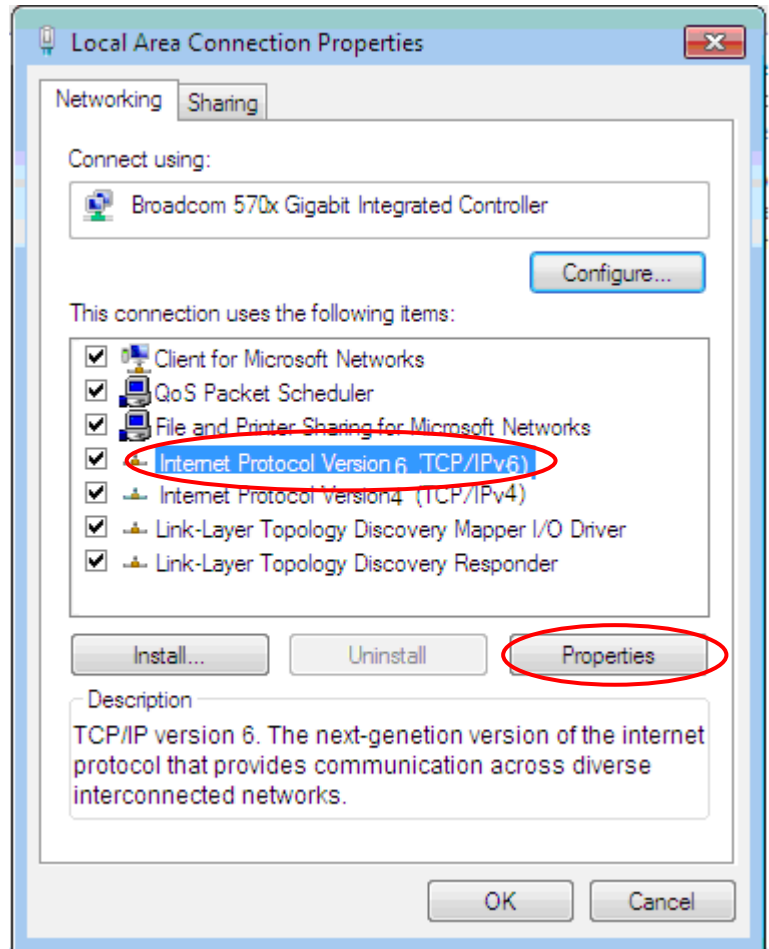 Local Area Connection Properties
Networking
Sharing
Connect using:
Broadcom 570x Gigabit Integrated Controller
Configure...
This connection uses the following items:
Client for Microsoft Networks
QoS Packet Scheduler
File and Printer Sharing for Microsoft Networks
Internet Protocol Version 6 (TCP/IPv6)
Internet Protocol Version4 (TCP/IPv4)
Link-Layer Topology Discovery Mapper I/O Driver
Link-Layer Topology Discovery Responder
Install...
Uninstall
Properties
Description
TCP/IP version 6. The next-genetion version of the internet
protocol that provides communication across diverse
interconnected networks.
OK
Cancel